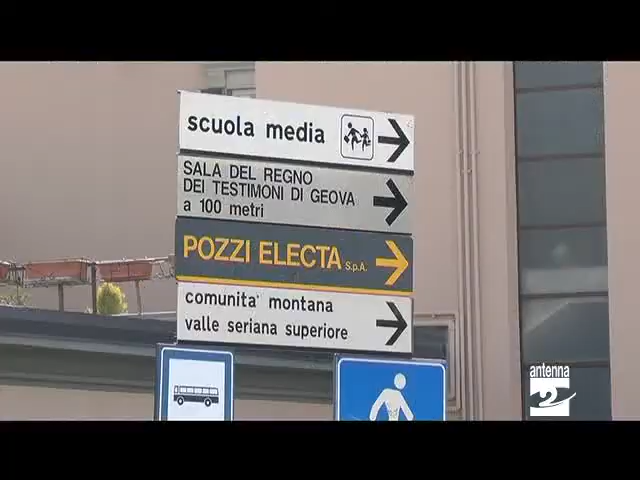 scuola media
SALA DEL REGNO
DEI TESTIMONI DI GEOVA
a 100 metri
POZZI ELECTA S.p.A.
comunita' montana
valle seriana superiore
antenna
2